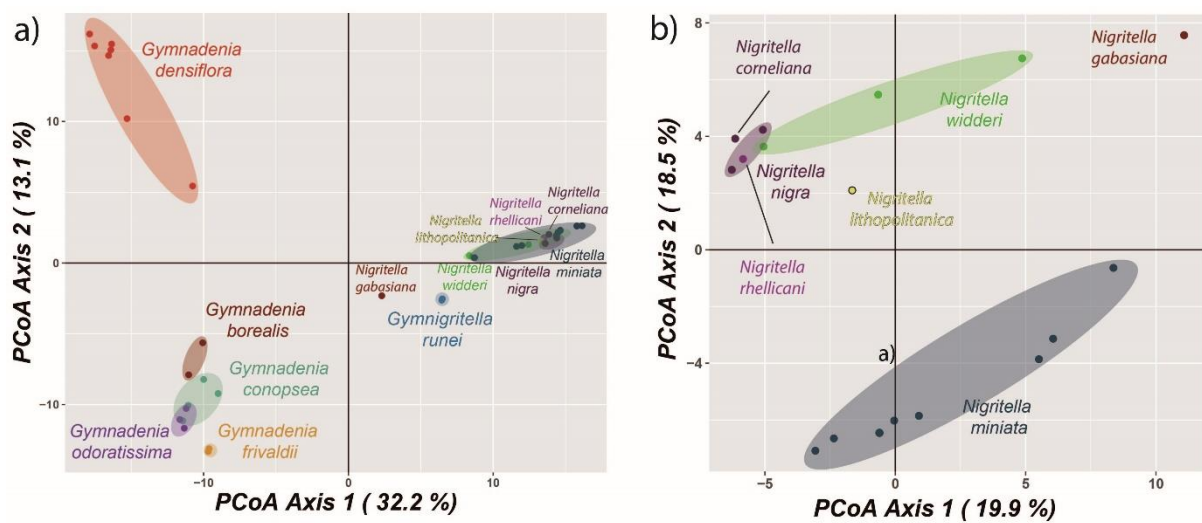 a)
Gymnadenia
densiflora
Nigritella
rhellicani
Nigritella
corneliana
Nigritella
lithopolitanica
Nigritella
miniata
Nigritella
widderi
Nigritella
nigra
Nigritella
gabasiana
Gymnigritella
runei
Gymnadenia
borealis
Gymnadenia
conopsea
Gymnadenia
odoratissima
Gymnadenia
frivaldii
10
0
−10
PCoA Axis 2 ( 13.1 %)
−10
0
10
PCoA Axis 1 ( 32.2 %)
b)
Nigritella
corneliana
Nigritella
gabasiana
Nigritella
widderi
Nigritella
nigra
Nigritella
lithopolitanica
Nigritella
rhellicani
a)
Nigritella
miniata
8
4
0
−4
PCoA Axis 2 ( 18.5 %)
−5
0
5
10
PCoA Axis 1 ( 19.9 %)